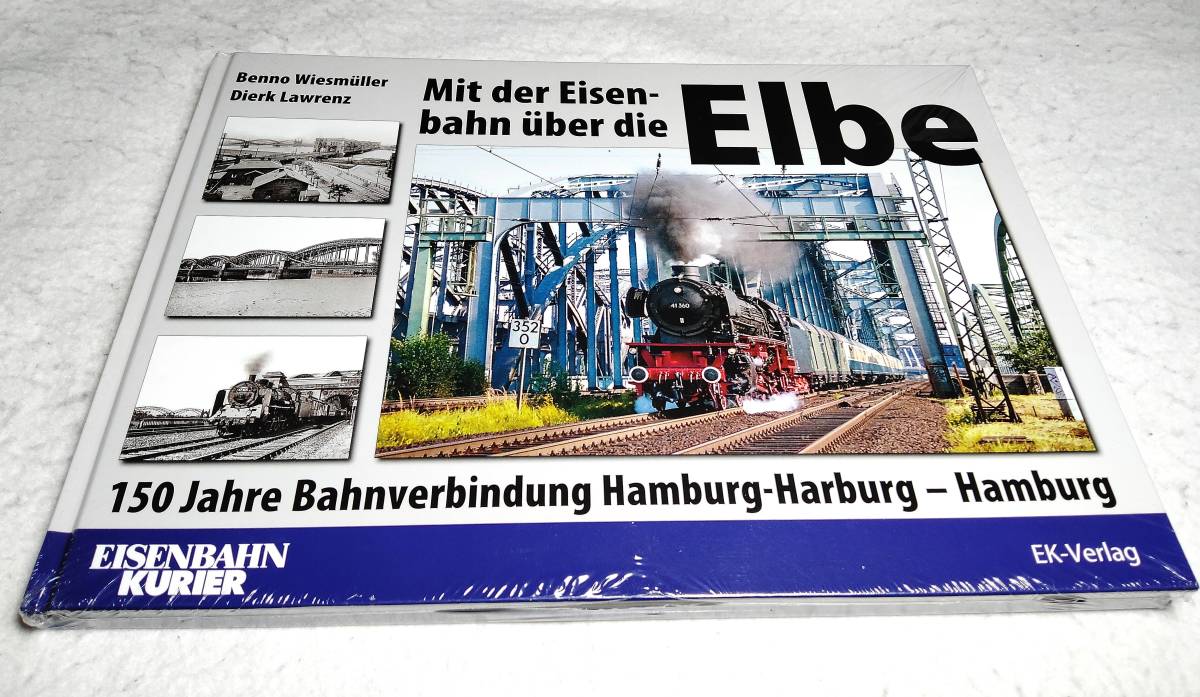 Benno Wiesmüller
Dierk Lawrenz
Mit der Eisen-
bahn über die
Elbe
41 360
352
0
150 Jahre Bahnverbindung Hamburg-Harburg – Hamburg
EISENBAHN
KURIER
EK-Verlag